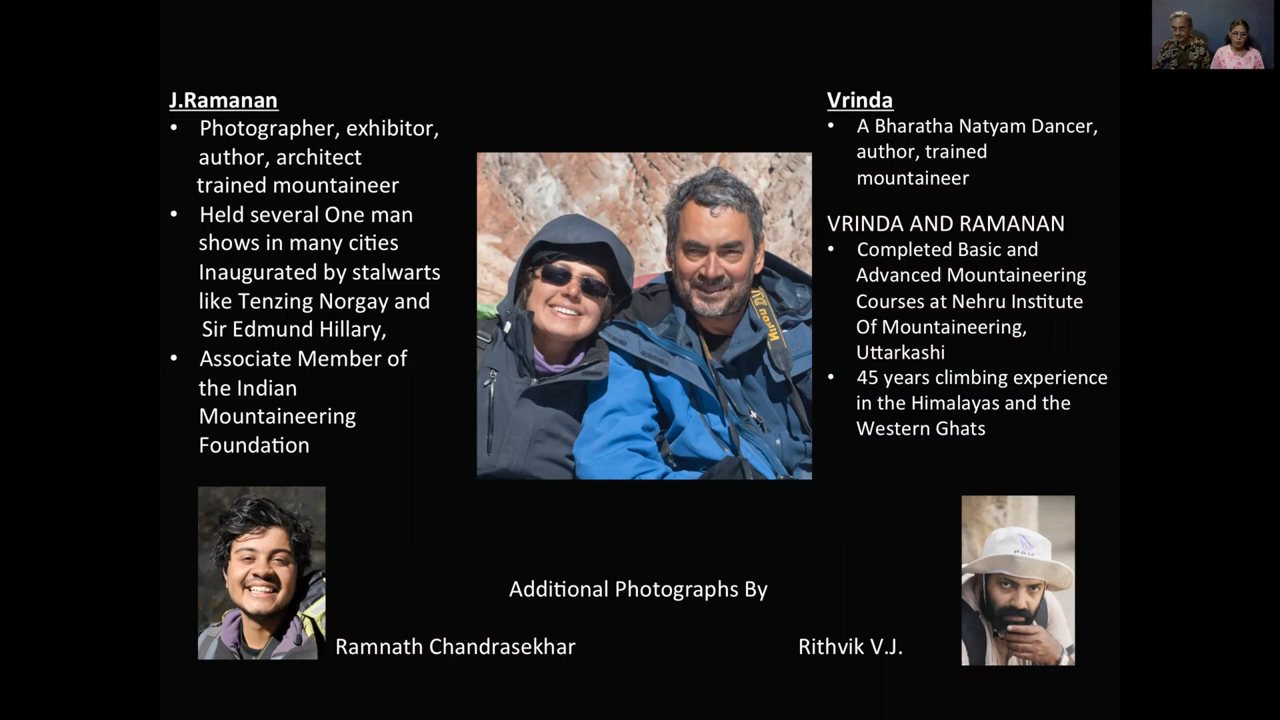 J.Ramanan
• Photographer, exhibitor,
author, architect
trained mountaineer
• Held several One man
shows in many cities
Inaugurated by stalwarts
like Tenzing Norgay and
Sir Edmund Hillary,
• Associate Member of
the Indian
Mountaineering
Foundation
Vrinda
• A Bharatha Natyam Dancer,
author, trained
mountaineer
VRINDA AND RAMANAN
• Completed Basic and
Advanced Mountaineering
Courses at Nehru Institute
Of Mountaineering,
Uttarkashi
• 45 years climbing experience
in the Himalayas and the
Western Ghats
Nikon
Additional Photographs By
Ramnath Chandrasekhar
Rithvik V.J.